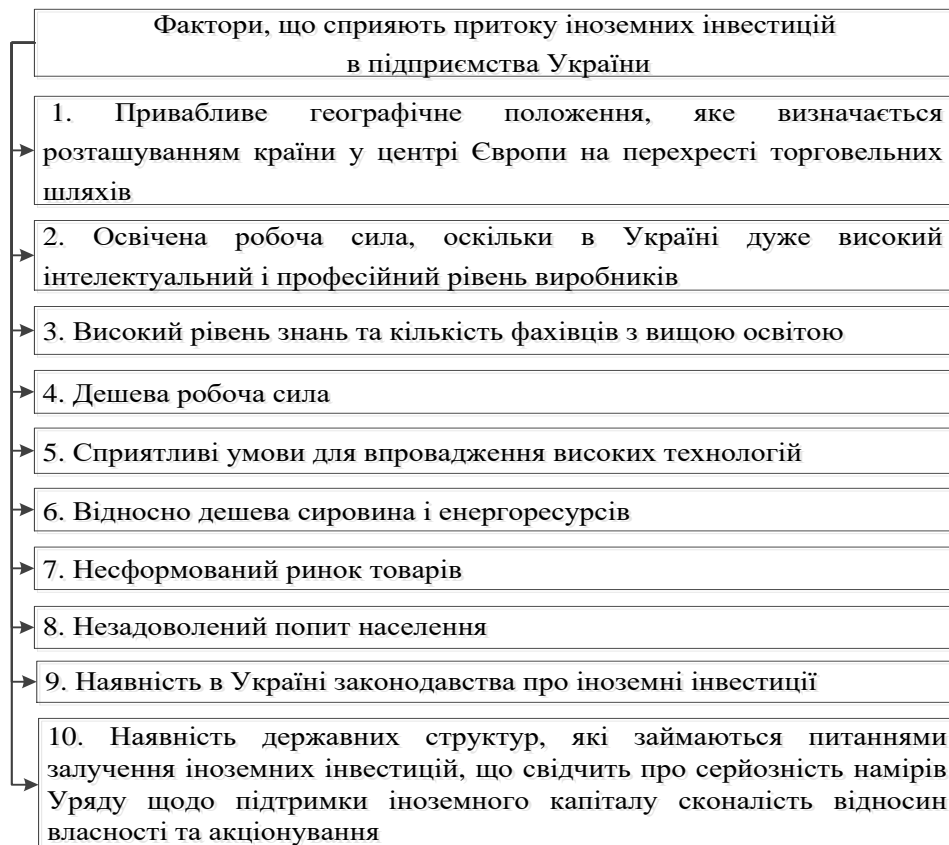 Фактори, що сприяють притоку іноземних інвестицій
в підприємства України
1. Привабливе географічне положення, яке визначається
розташуванням країни у центрі Європи на перехресті торговельних
шляхів
2. Освічена робоча сила, оскільки в Україні дуже високий
інтелектуальний і професійний рівень виробників
3. Високий рівень знань та кількість фахівців з вищою освітою
4. Дешева робоча сила
5. Сприятливі умови для впровадження високих технологій
6. Відносно дешева сировина і енергоресурсів
7. Несформований ринок товарів
8. Незадоволений попит населення
9. Наявність в Україні законодавства про іноземні інвестиції
10. Наявність державних структур, які займаються питаннями
залучення іноземних інвестицій, що свідчить про серйозність намірів
Уряду щодо підтримки іноземного капіталу сконалість відносин
власності та акціонування